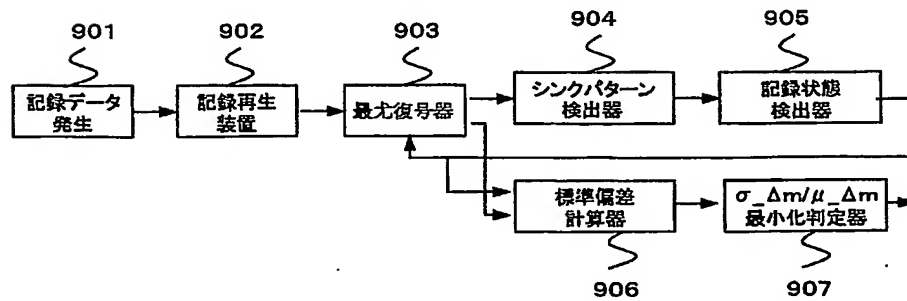 901
902
903
904
905
記録データ
発生
記録再生
装置
最尤復号器
シンクパターン
検出器
記録状態
検出器
標準偏差
計算器
σ_Δm/μ_Δm
最小化判定器
906
907